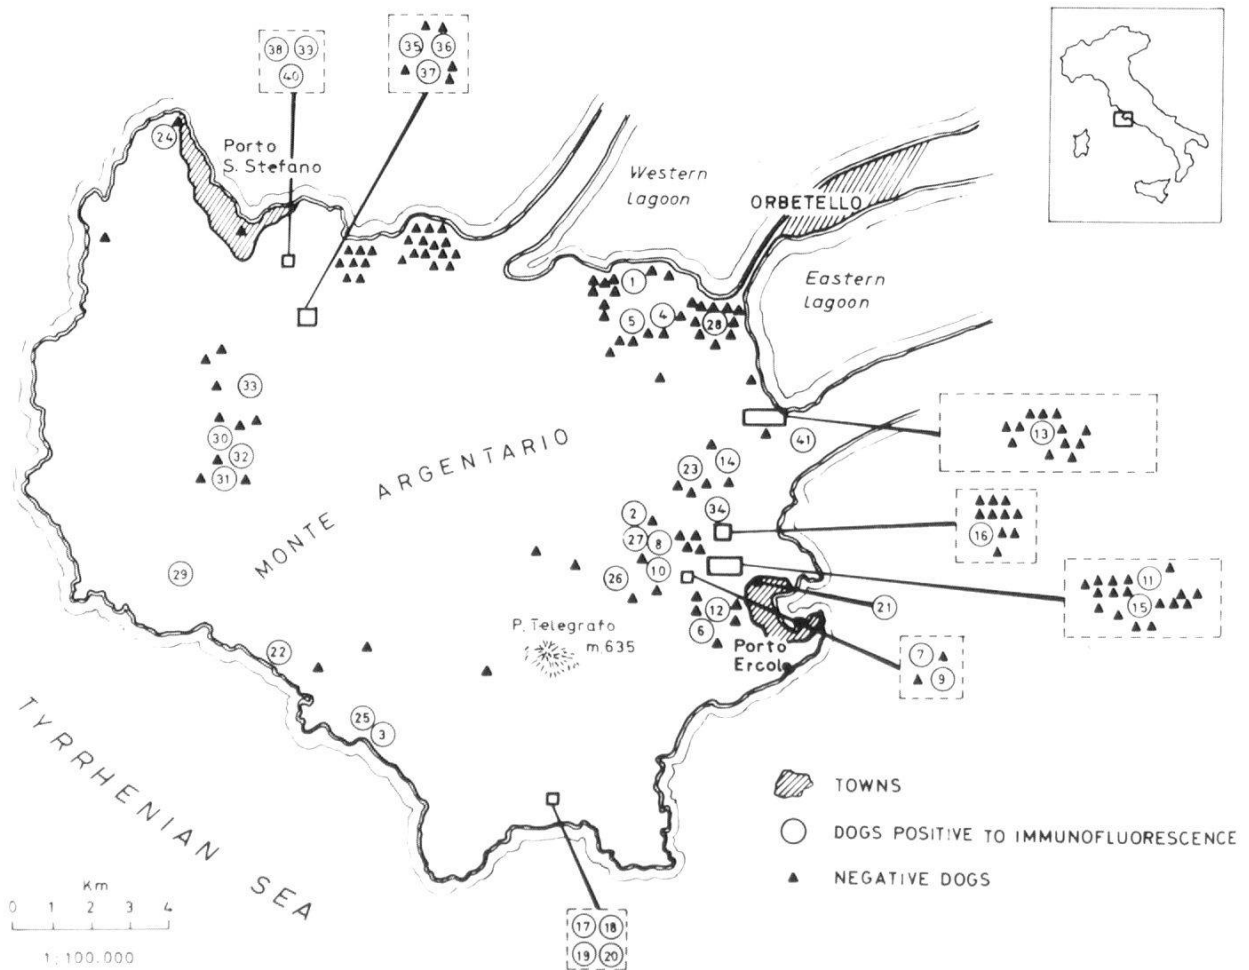 38 39
40
35 36
37
24
Porto
S. Stefano
Western
lagoon
ORBETELLO
Eastern
lagoon
1
5 4 28
33
30
32
31
MONTE ARGENTARIO
41
13
14
23
2
34
16
27 8
10
26
29
11
15
12
21
6
P. Telegrafo
m.635
Porto
Ercole
7
9
22
25
3
TYRRHENIAN SEA
TOWNS
DOGS POSITIVE TO IMMUNOFLUORESCENCE
NEGATIVE DOGS
Km
0 1 2 3 4
1:100.000
17 18
19 20